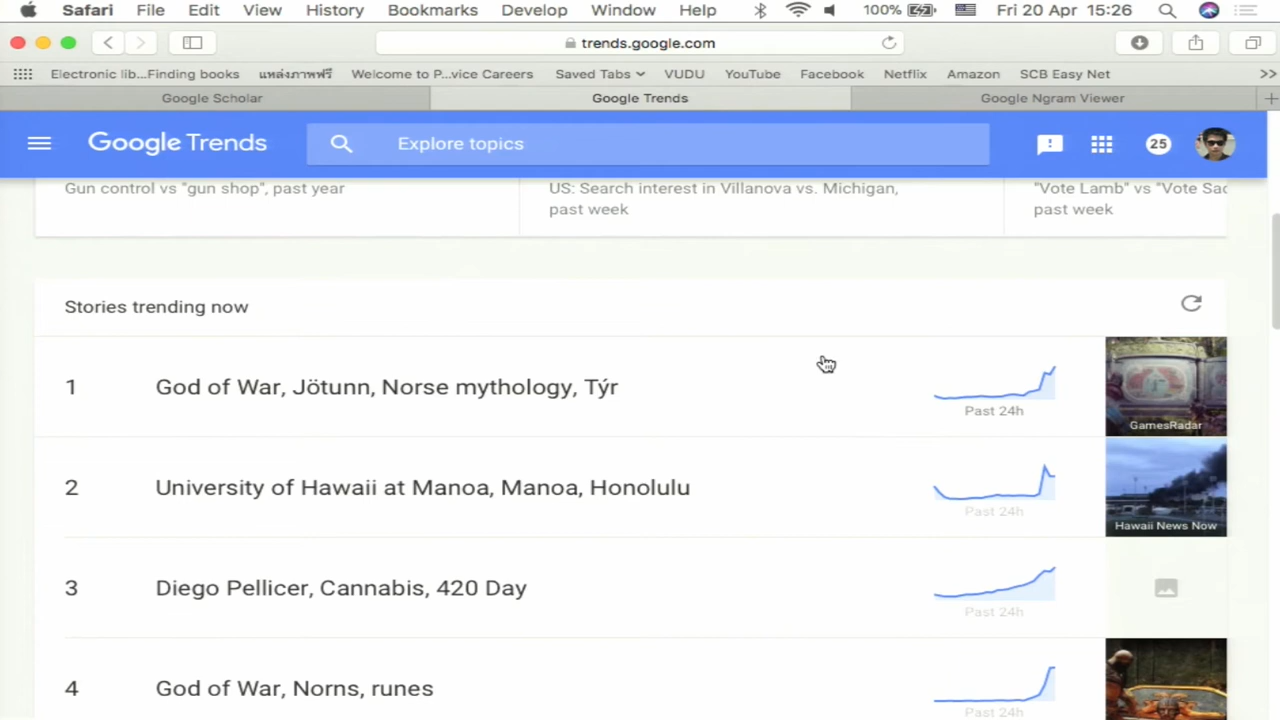 Safari File Edit View History Bookmarks Develop Window Help 100% Fri 20 Apr 15:26
trends.google.com
Electronic lib...Finding books แหล่งภาพฟรี Welcome to P...vice Careers Saved Tabs VUDU YouTube Facebook Netflix Amazon SCB Easy Net >>
Google Scholar Google Trends Google Ngram Viewer
Google Trends Explore topics 25
Gun control vs "gun shop", past year
US: Search interest in Villanova vs. Michigan,
past week
"Vote Lamb" vs "Vote Sac
past week
Stories trending now
1 God of War, Jötunn, Norse mythology, Týr
Past 24h
GamesRadar
2 University of Hawaii at Manoa, Manoa, Honolulu
Past 24h
Hawaii News Now
3 Diego Pellicer, Cannabis, 420 Day
Past 24h
4 God of War, Norns, runes
Past 24h